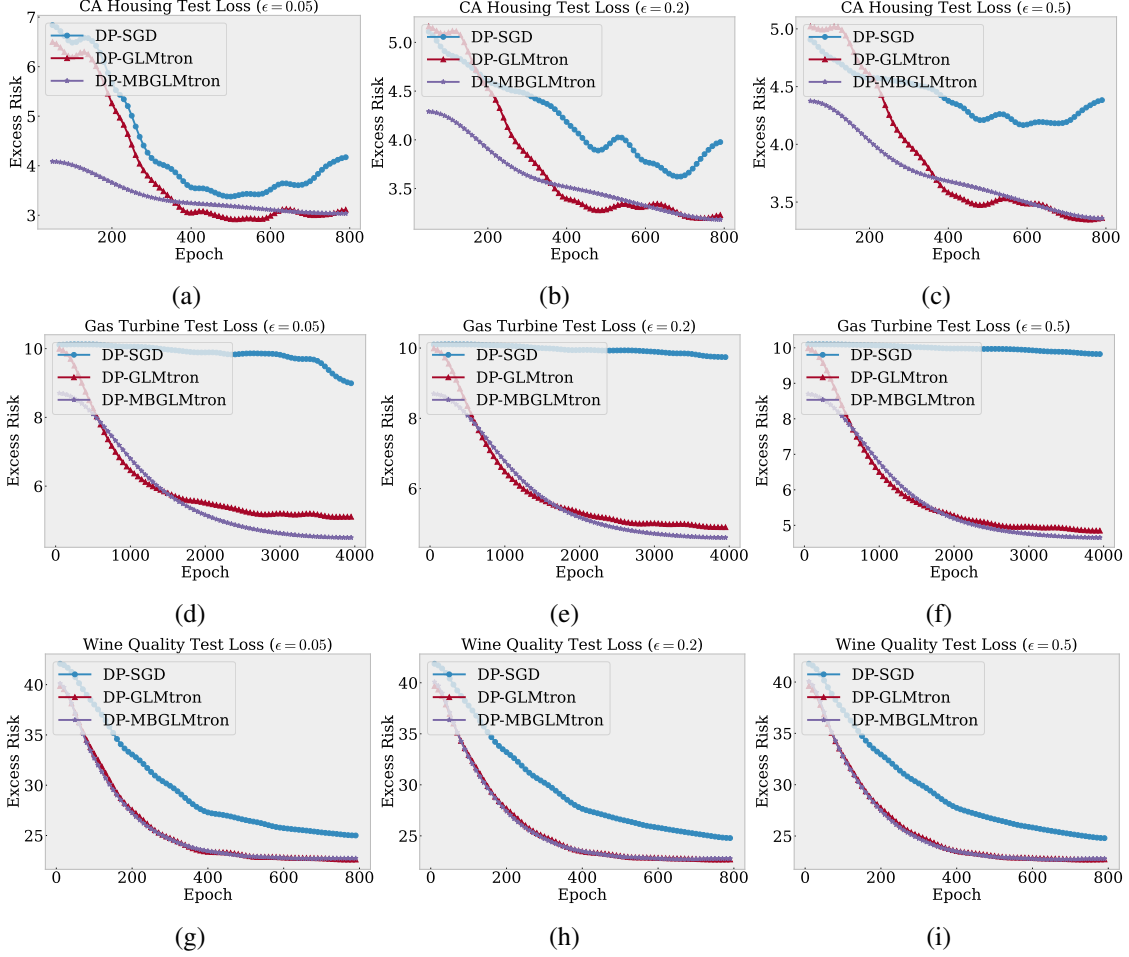 CA Housing Test Loss (ϵ = 0.05)
Excess Risk
7
6
5
4
3
DP-SGD
DP-GLMtron
DP-MBGLMtron
200
400
600
800
Epoch
(a)
CA Housing Test Loss (ϵ = 0.2)
Excess Risk
5.0
4.5
4.0
3.5
DP-SGD
DP-GLMtron
DP-MBGLMtron
200
400
600
800
Epoch
(b)
CA Housing Test Loss (ϵ = 0.5)
Excess Risk
5.0
4.5
4.0
3.5
DP-SGD
DP-GLMtron
DP-MBGLMtron
200
400
600
800
Epoch
(c)
Gas Turbine Test Loss (ϵ = 0.05)
Excess Risk
10
8
6
DP-SGD
DP-GLMtron
DP-MBGLMtron
0
1000
2000
3000
4000
Epoch
(d)
Gas Turbine Test Loss (ϵ = 0.2)
Excess Risk
10
8
6
DP-SGD
DP-GLMtron
DP-MBGLMtron
0
1000
2000
3000
4000
Epoch
(e)
Gas Turbine Test Loss (ϵ = 0.5)
Excess Risk
10
9
8
7
6
5
DP-SGD
DP-GLMtron
DP-MBGLMtron
0
1000
2000
3000
4000
Epoch
(f)
Wine Quality Test Loss (ϵ = 0.05)
Excess Risk
40
35
30
25
DP-SGD
DP-GLMtron
DP-MBGLMtron
0
200
400
600
800
Epoch
(g)
Wine Quality Test Loss (ϵ = 0.2)
Excess Risk
40
35
30
25
DP-SGD
DP-GLMtron
DP-MBGLMtron
0
200
400
600
800
Epoch
(h)
Wine Quality Test Loss (ϵ = 0.5)
Excess Risk
40
35
30
25
DP-SGD
DP-GLMtron
DP-MBGLMtron
0
200
400
600
800
Epoch
(i)